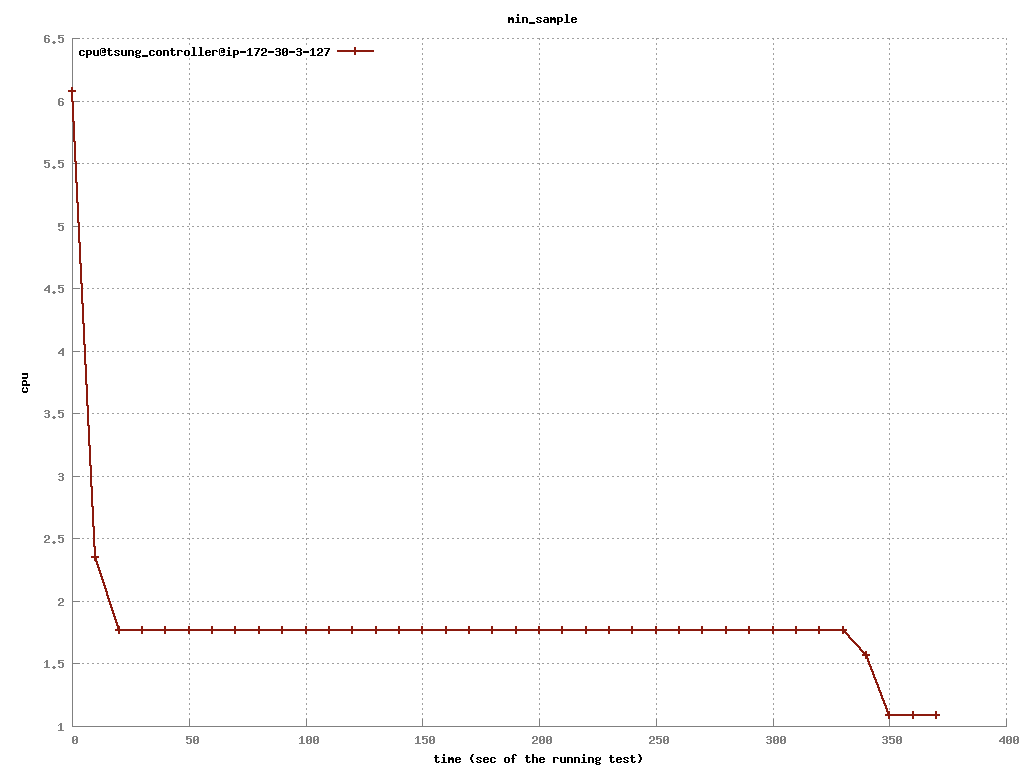 min_sample
cpu@tsung_controller@ip-172-30-3-127
6.5
6
5.5
5
4.5
4
3.5
3
2.5
2
1.5
1
cpu
0 50 100 150 200 250 300 350 400
time (sec of the running test)